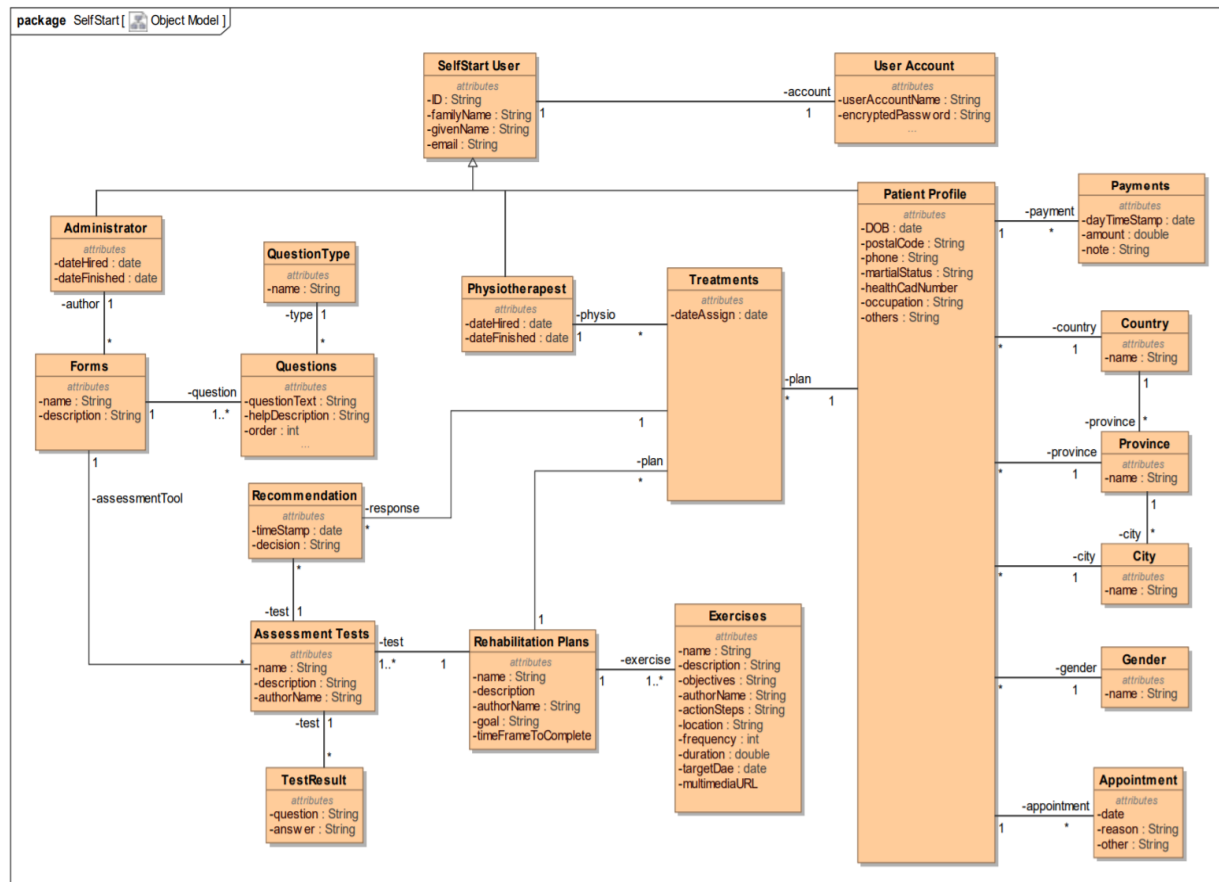 package SelfStart [ Object Model ]
SelfStart User
attributes
-ID : String
-familyName : String
-givenName : String
-email : String
1
-account
1
User Account
attributes
-userAccountName : String
-encryptedPassword : String
...
Administrator
attributes
-dateHired : date
-dateFinished : date
-author
1
*
QuestionType
attributes
-name : String
-type
1
*
Physiotherapest
attributes
-dateHired : date
-dateFinished : date
-physio
1
*
Treatments
attributes
-dateAssign : date
-plan
*
1
Patient Profile
attributes
-DOB : date
-postalCode : String
-phone : String
-martialStatus : String
-healthCadNumber
-occupation : String
-others : String
-payment
1
*
Payments
attributes
-dayTimeStamp : date
-amount : double
-note : String
-country
*
1
Country
attributes
-name : String
1
*
-province
-province
*
1
Province
attributes
-name : String
1
*
-city
-city
*
1
City
attributes
-name : String
-gender
*
1
Gender
attributes
-name : String
-appointment
1
*
Appointment
attributes
-date
-reason : String
-other : String
Forms
attributes
-name : String
-description : String
-question
1
1..*
Questions
attributes
-questionText : String
-helpDescription : String
-order : int
...
1
-assessmentTool
*
Recommendation
attributes
-timeStamp : date
-decision : String
-response
*
1
-plan
*
1
*
-test
1
Assessment Tests
attributes
-name : String
-description : String
-authorName : String
-test
1..*
1
Rehabilitation Plans
attributes
-name : String
-description
-authorName : String
-goal : String
-timeFrameToComplete
-exercise
1
1..*
Exercises
attributes
-name : String
-description : String
-objectives : String
-authorName : String
-actionSteps : String
-location : String
-frequency : int
-duration : double
-targetDae : date
-multimediaURL
-test
1
*
TestResult
attributes
-question : String
-answer : String